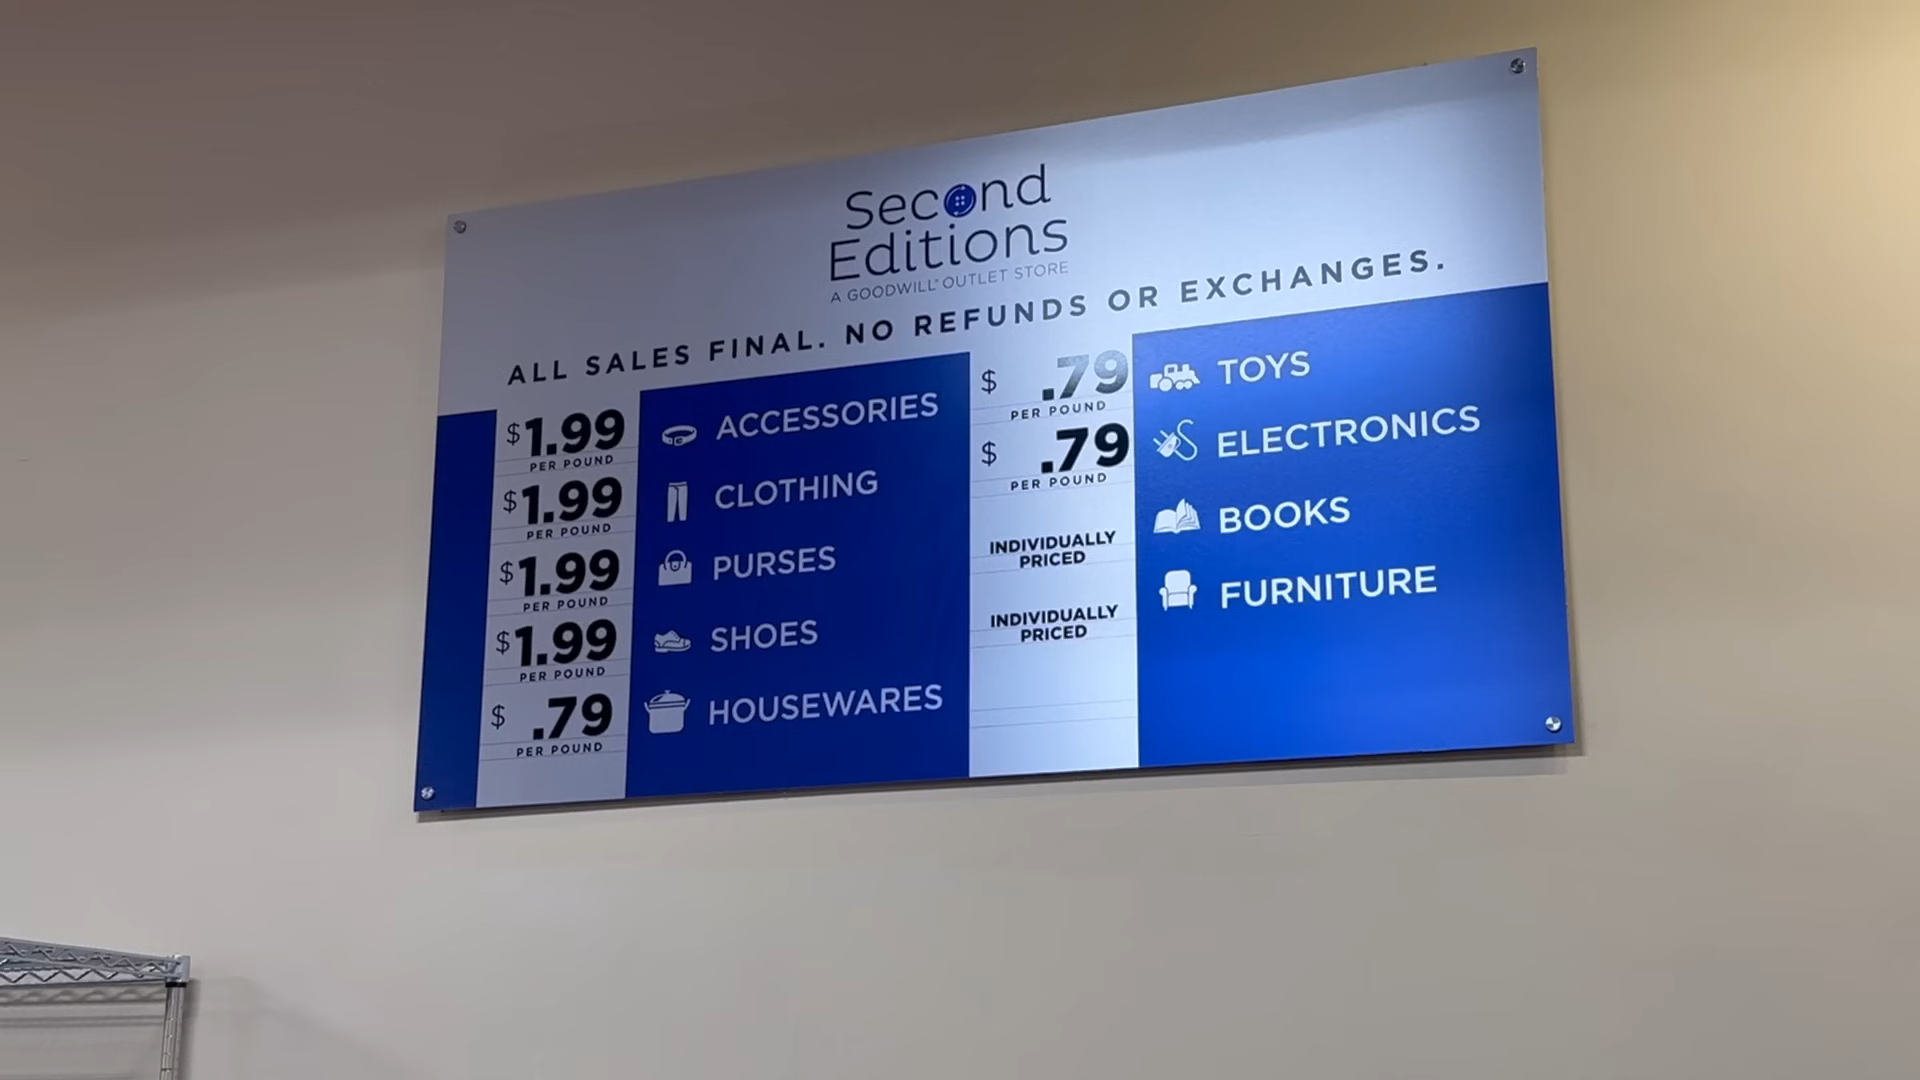 Second
Editions
A GOODWILL® OUTLET STORE
ALL SALES FINAL. NO REFUNDS OR EXCHANGES.
$1.99 ACCESSORIES
PER POUND
$1.99 CLOTHING
PER POUND
$1.99 PURSES
PER POUND
$1.99 SHOES
PER POUND
$ .79 HOUSEWARES
PER POUND
$ .79 TOYS
PER POUND
$ .79 ELECTRONICS
PER POUND
INDIVIDUALLY
PRICED
BOOKS
INDIVIDUALLY
PRICED
FURNITURE